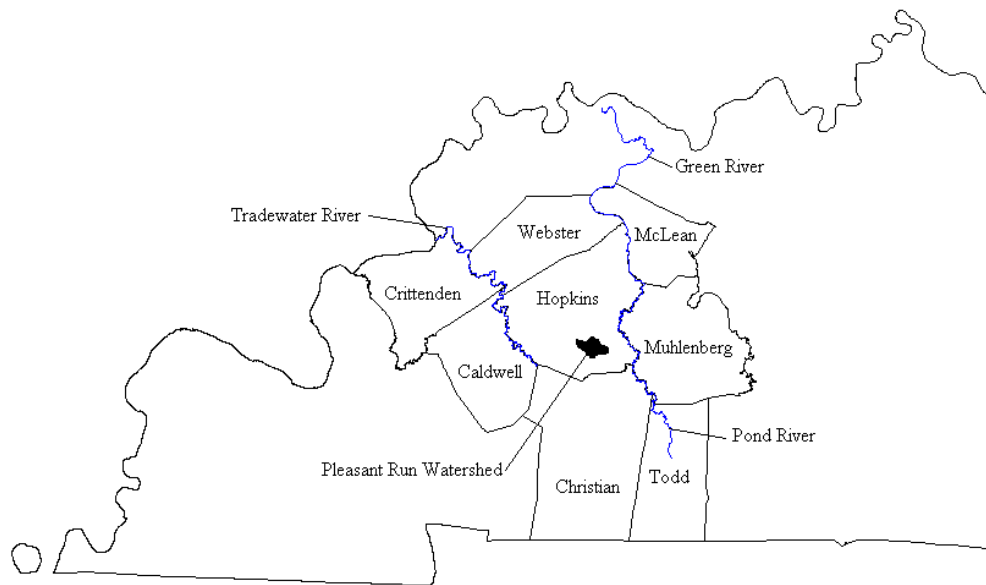 Green River
Tradewater River
Webster
McLean
Crittenden
Hopkins
Muhlenberg
Caldwell
Pond River
Pleasant Run Watershed
Christian
Todd